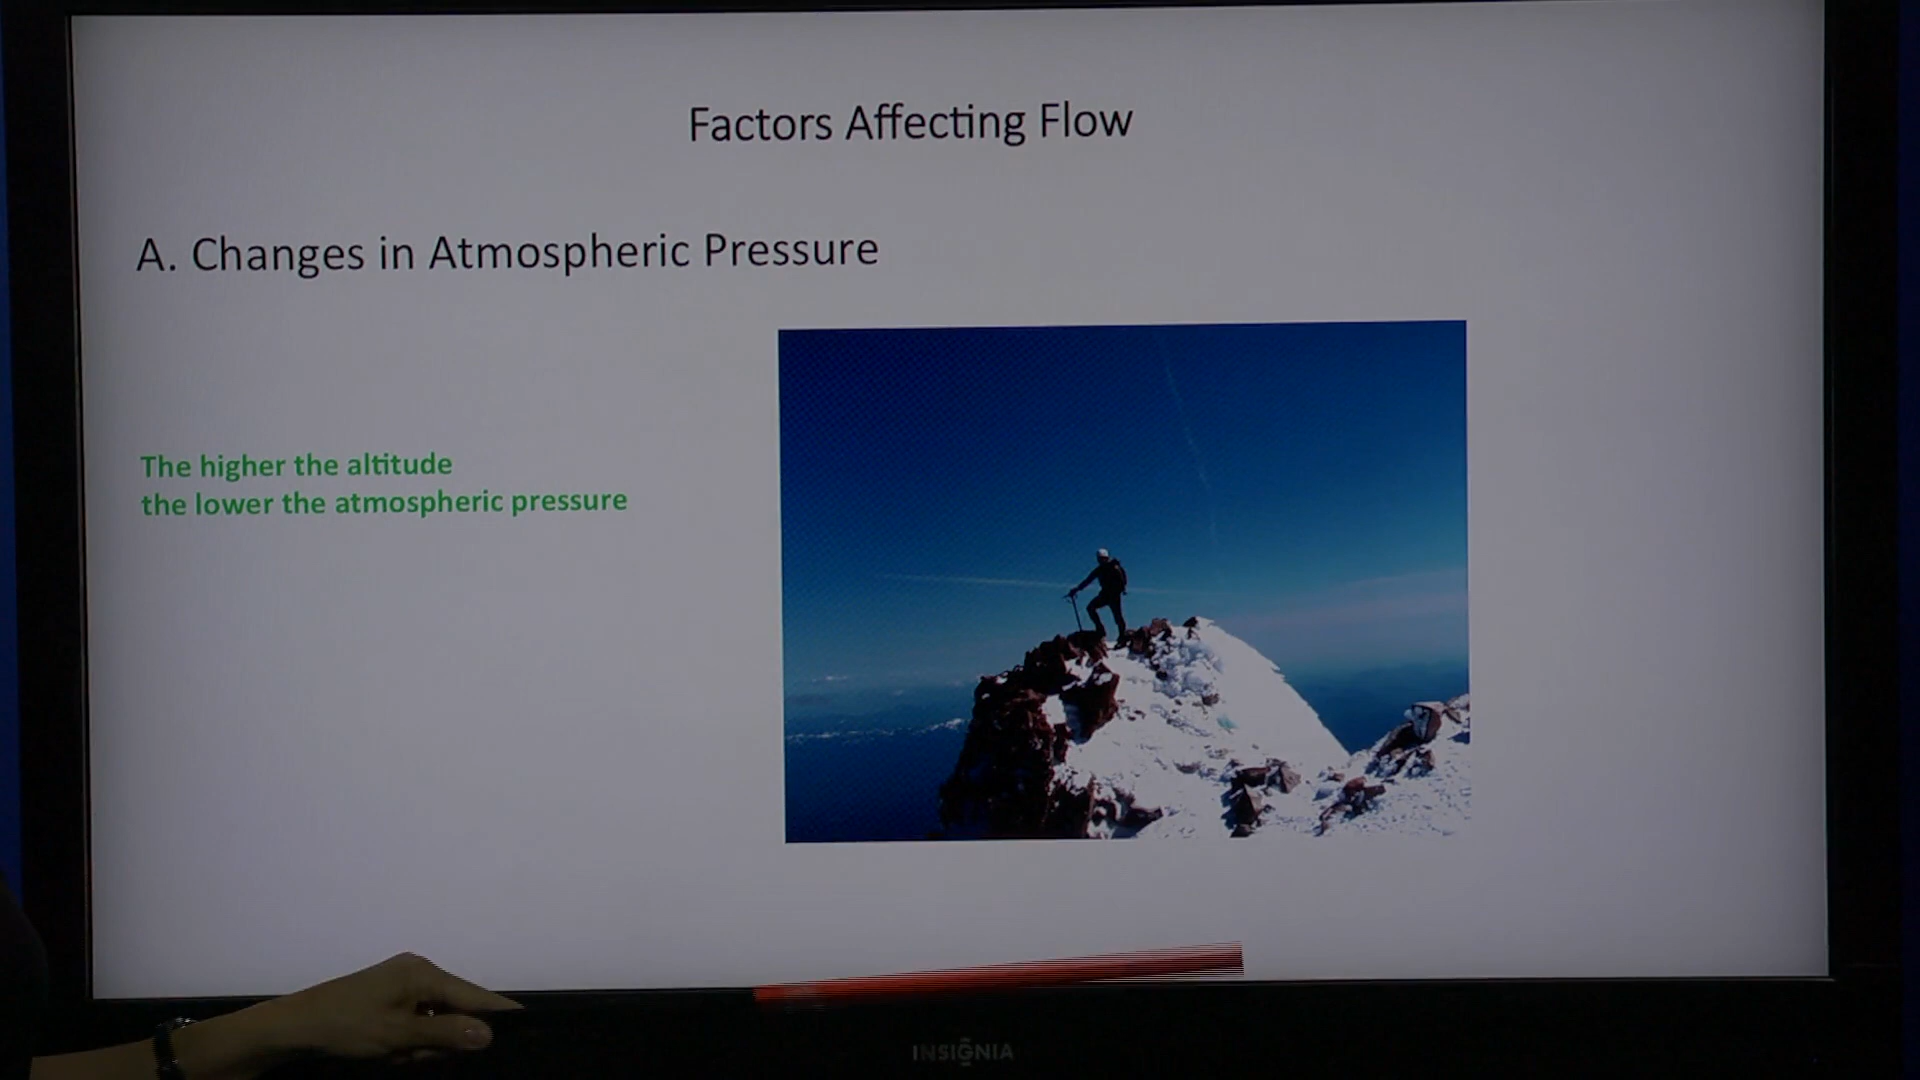 Factors Affecting Flow
A. Changes in Atmospheric Pressure
The higher the altitude
the lower the atmospheric pressure
INSIGNIA